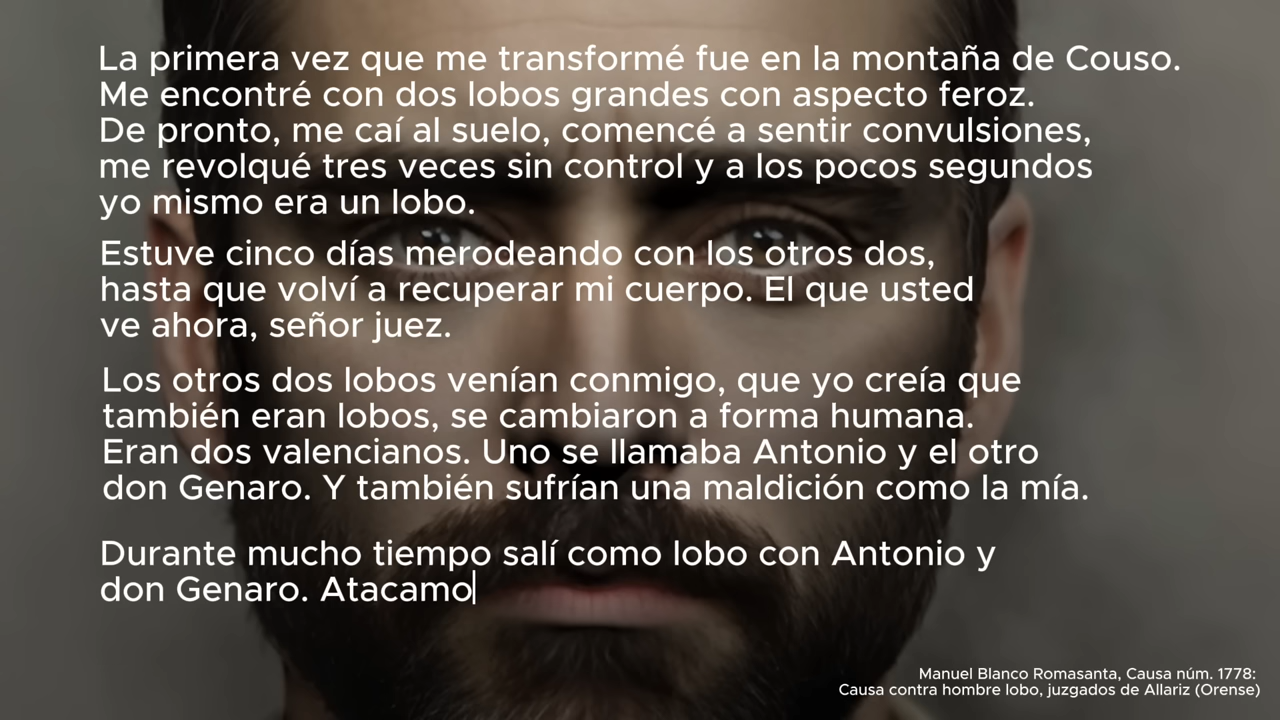 La primera vez que me transformé fue en la montaña de Couso.
Me encontré con dos lobos grandes con aspecto feroz.
De pronto, me caí al suelo, comencé a sentir convulsiones,
me revolqué tres veces sin control y a los pocos segundos
yo mismo era un lobo.
Estuve cinco días merodeando con los otros dos,
hasta que volví a recuperar mi cuerpo. El que usted
ve ahora, señor juez.
Los otros dos lobos venían conmigo, que yo creía que
también eran lobos, se cambiaron a forma humana.
Eran dos valencianos. Uno se llamaba Antonio y el otro
don Genaro. Y también sufrían una maldición como la mía.
Durante mucho tiempo salí como lobo con Antonio y
don Genaro. Atacamo
Manuel Blanco Romasanta, Causa núm. 1778:
Causa contra hombre lobo, juzgados de Allariz (Orense)